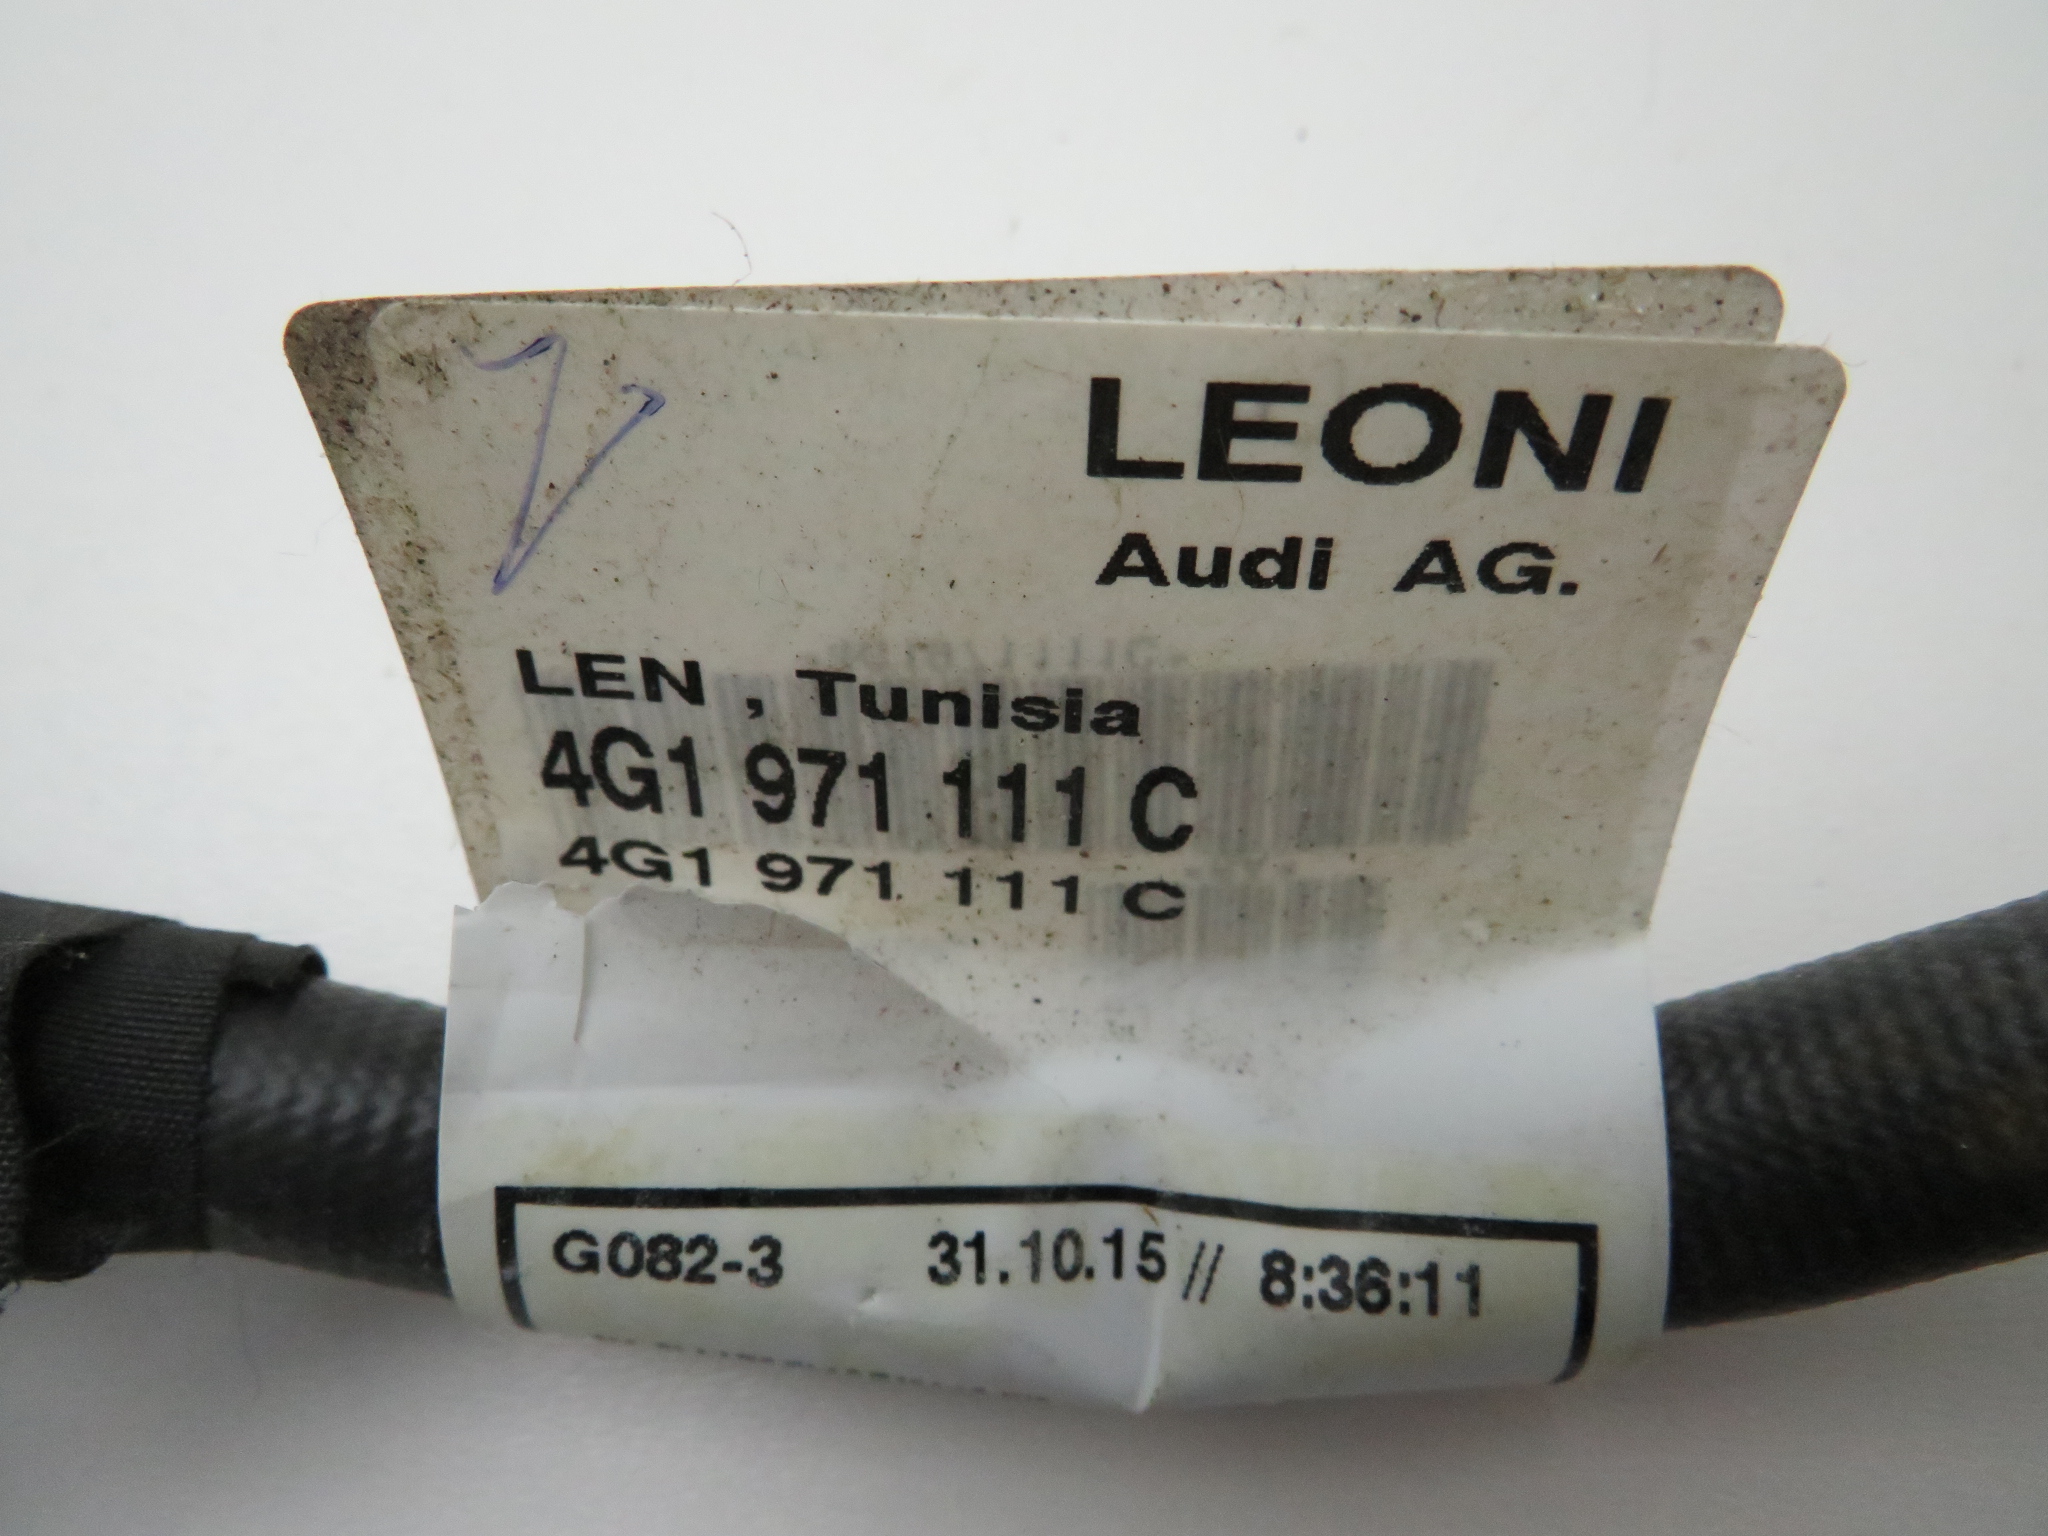 LEONI
Audi AG.
LEN , Tunisia
4G1 971 111 C
4G1 971 111 C
G082-3 31.10.15 // 8:36:11